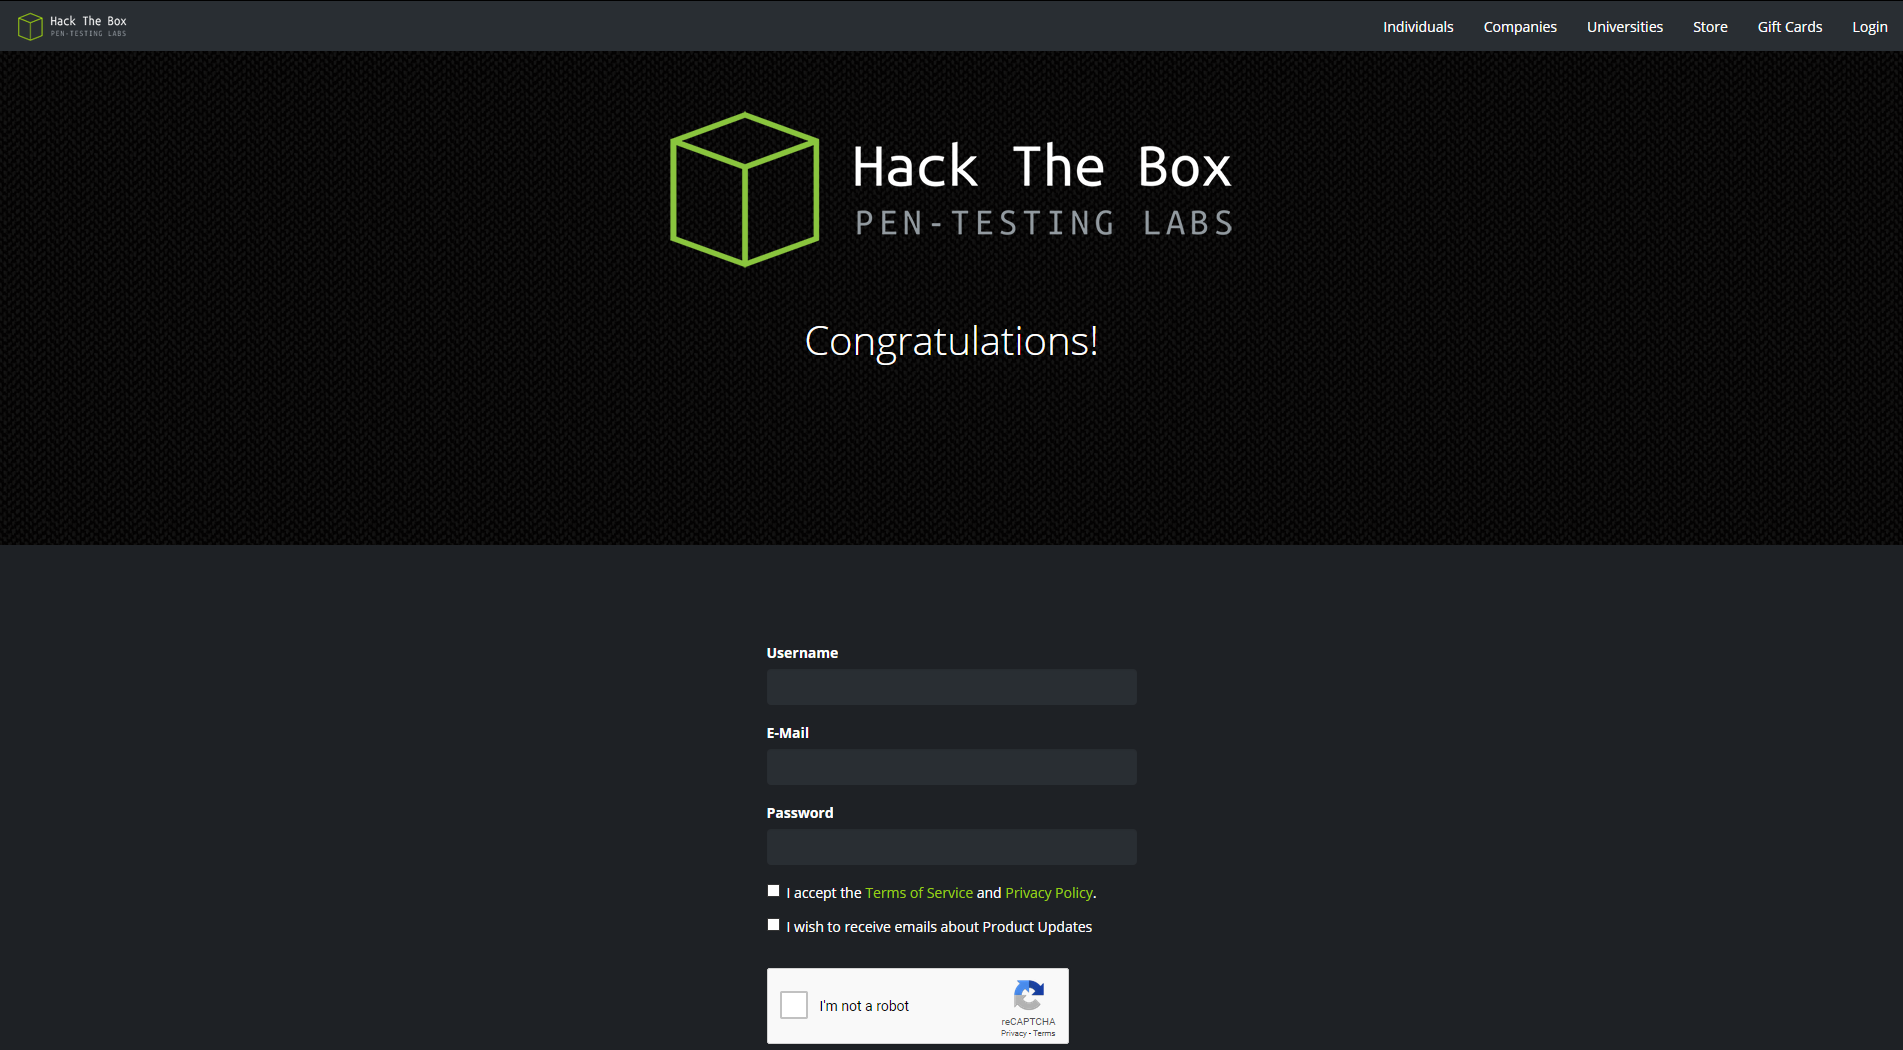 Hack The Box
PEN-TESTING LABS
Individuals Companies Universities Store Gift Cards Login
Hack The Box
PEN-TESTING LABS
Congratulations!
Username
E-Mail
Password
I accept the Terms of Service and Privacy Policy.
I wish to receive emails about Product Updates
I'm not a robot
reCAPTCHA
Privacy - Terms